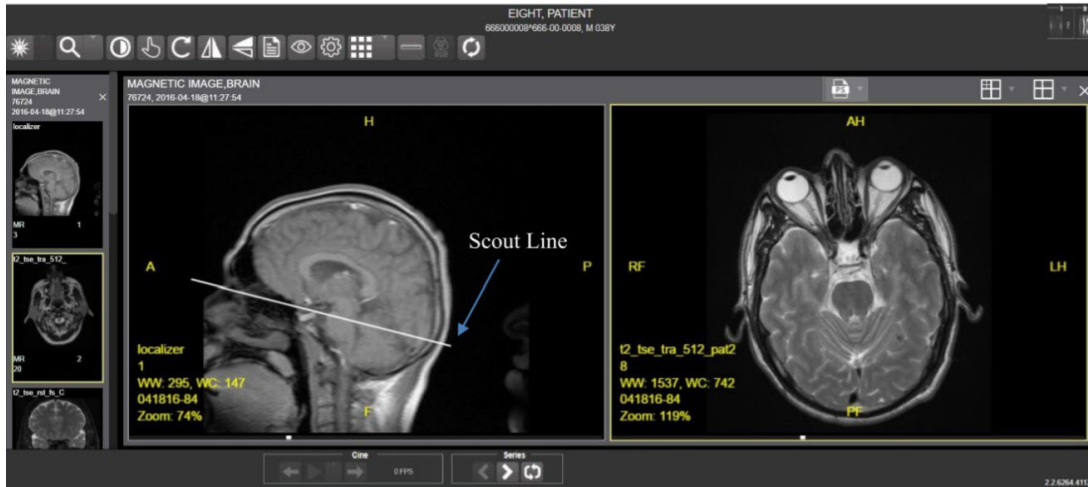 EIGHT, PATIENT
666000008*666-00-0008, M 038Y
MAGNETIC
IMAGE,BRAIN
76724
2016-04-18@11:27:54
localizer
MR 1
3
t2_tse_tra_512_
MR 2
20
t2_tse_rst_fs_C
MAGNETIC IMAGE,BRAIN
76724, 2016-04-18@11:27:54
PS
H
A
P
F
Scout Line
localizer
1
WW: 295, WC: 147
041816-84
Zoom: 74%
AH
RF
LH
PF
t2_tse_tra_512_pat2
8
WW: 1537, WC: 742
041816-84
Zoom: 119%
Cine
0 FPS
Series
2.2.6264.411